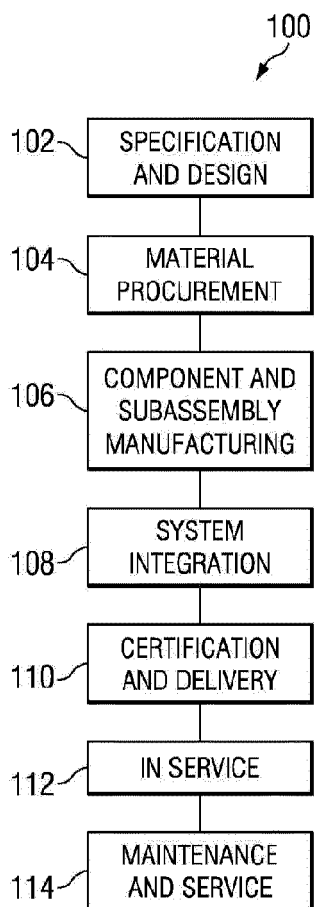 100
102
SPECIFICATION
AND DESIGN
104
MATERIAL
PROCUREMENT
106
COMPONENT AND
SUBASSEMBLY
MANUFACTURING
108
SYSTEM
INTEGRATION
110
CERTIFICATION
AND DELIVERY
112
IN SERVICE
114
MAINTENANCE
AND SERVICE